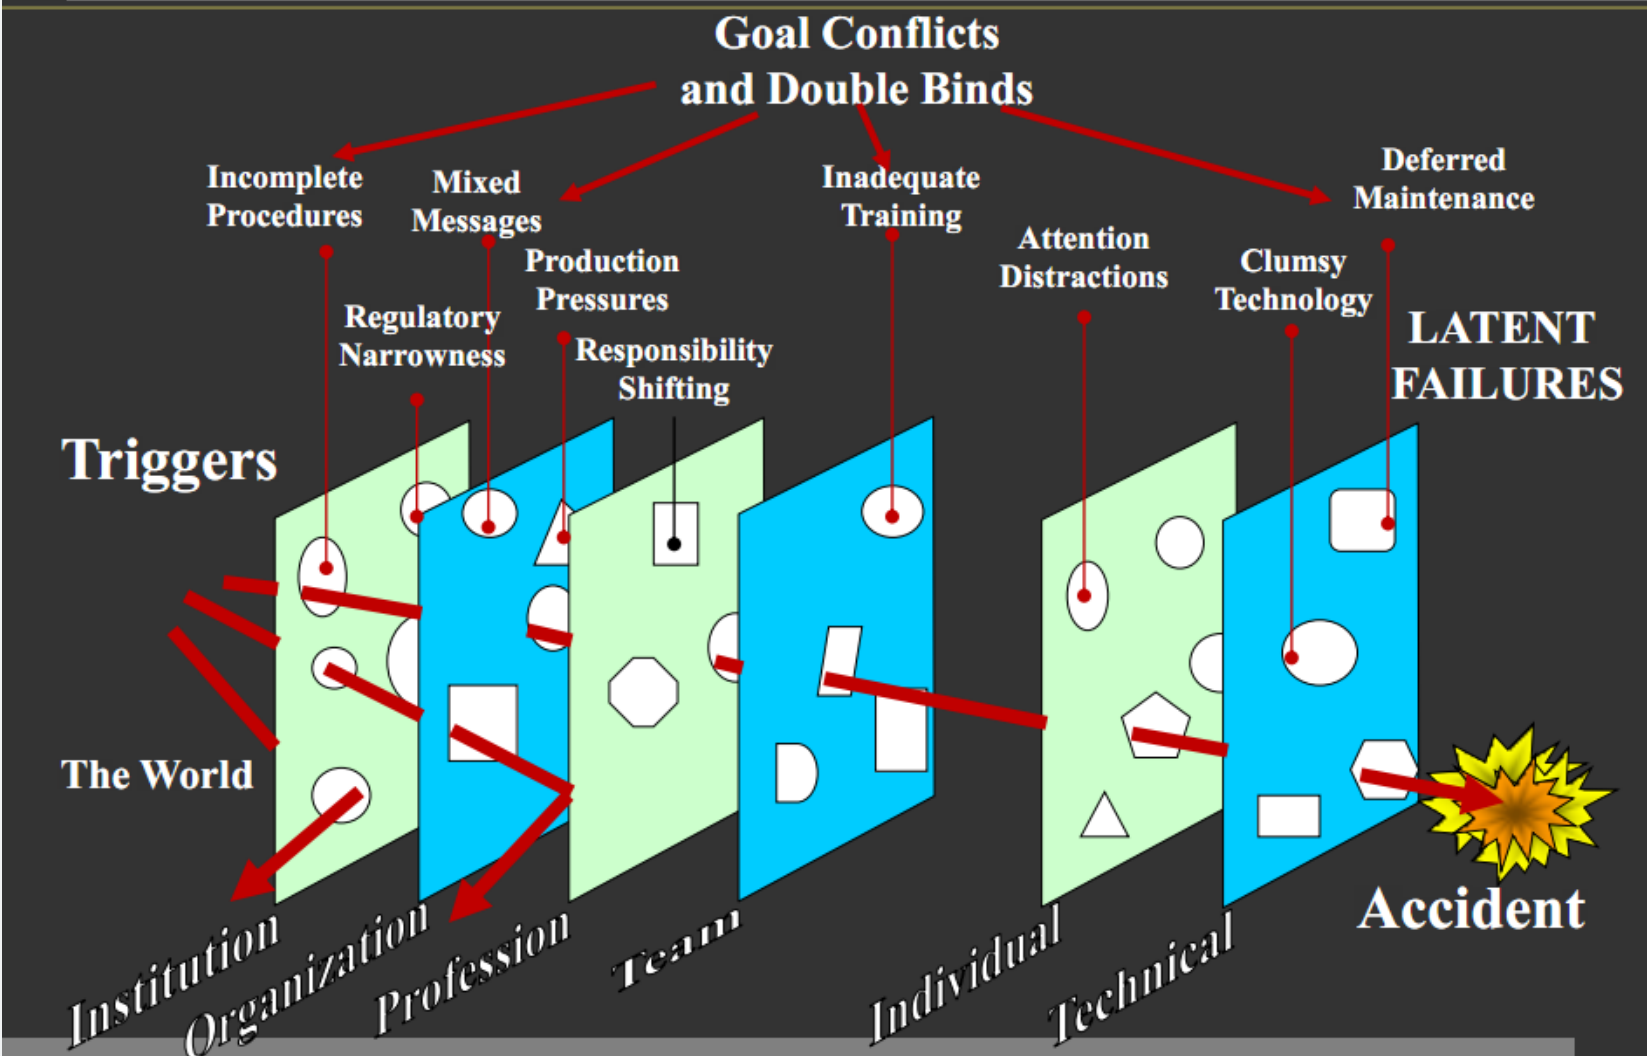 Goal Conflicts
and Double Binds
Incomplete
Procedures
Mixed
Messages
Inadequate
Training
Deferred
Maintenance
Production
Pressures
Attention
Distractions
Clumsy
Technology
Regulatory
Narrowness
Responsibility
Shifting
LATENT
FAILURES
Triggers
The World
Accident
Institution
Organization
Profession
Team
Individual
Technical